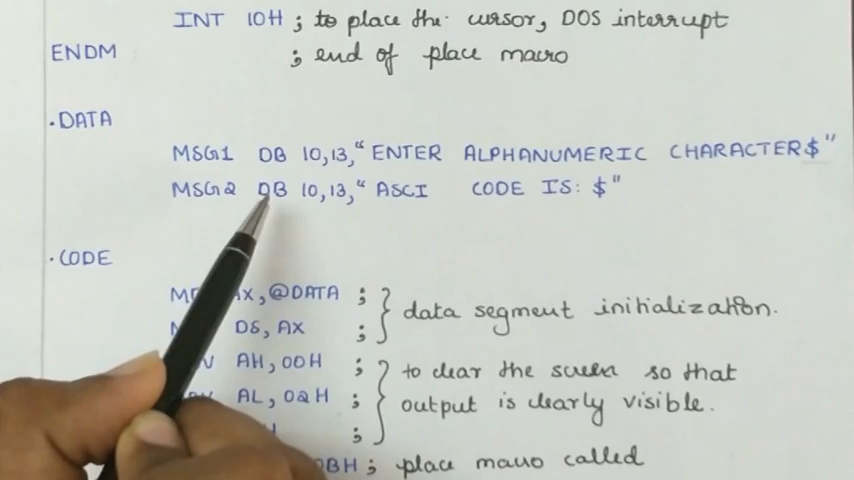 INT 10H ; to place the cursor, DOS interrupt
ENDM ; end of place macro
.DATA
MSG1 DB 10,13,"ENTER ALPHANUMERIC CHARACTER$"
MSG2 DB 10,13,"ASCI CODE IS: $"
.CODE
AX,@DATA ; } data segment initialization.
DS, AX ;
AH, 00H ; } to clear the screen so that
AL, 02H ; output is clearly visible.
;
; place macro called